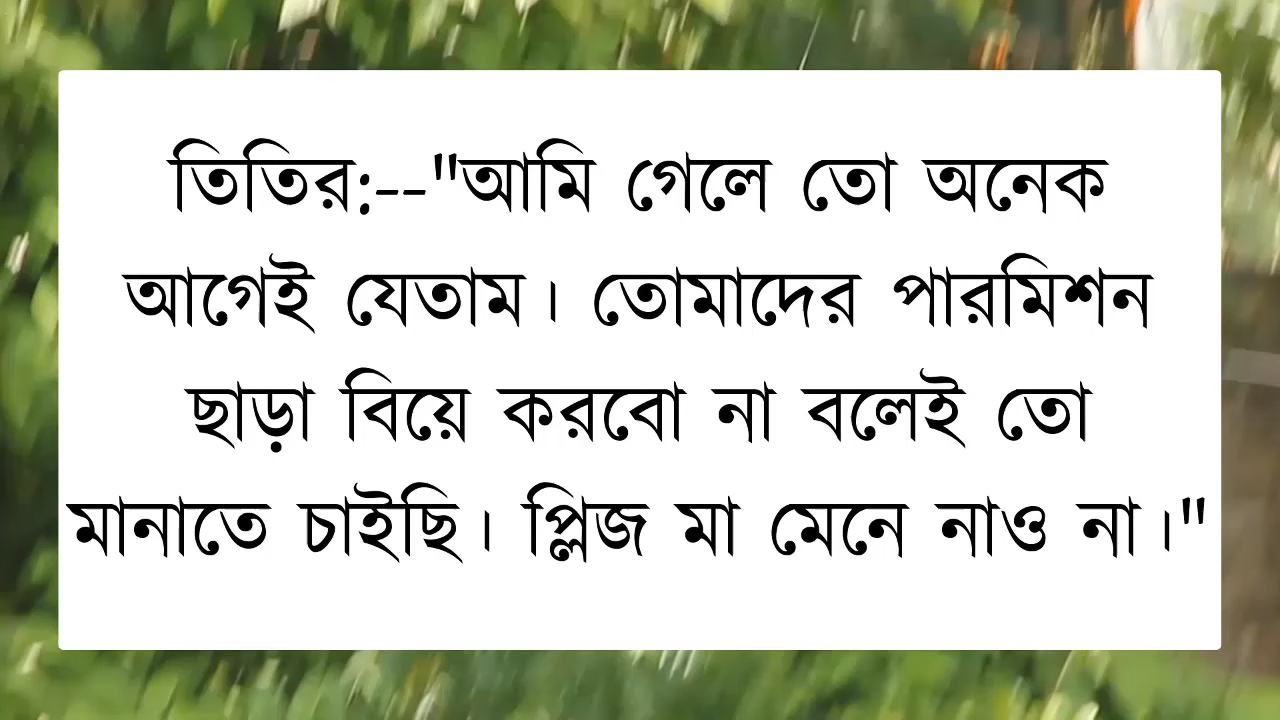 তিতির:--"আমি গেলে তো অনেক
আগেই যেতাম। তোমাদের পারমিশন
ছাড়া বিয়ে করবো না বলেই তো
মানাতে চাইছি। প্লিজ মা মেনে নাও না।"